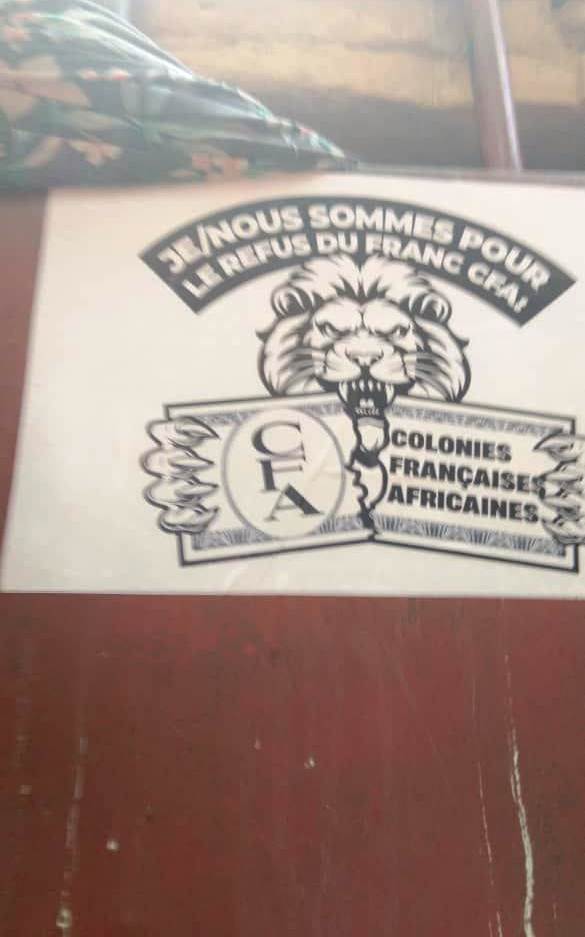 JE/NOUS SOMMES POUR
LE REFUS DU FRANC CFA!
CFA
COLONIES
FRANÇAISES
AFRICAINES